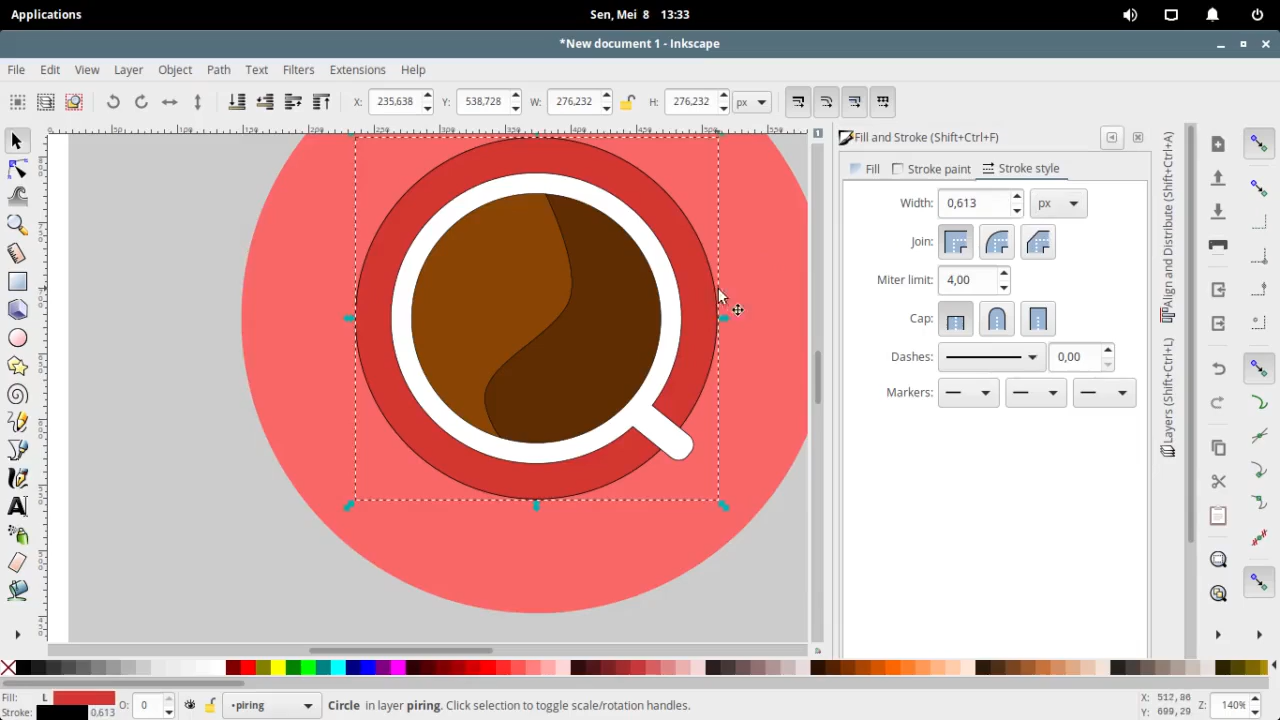 Applications
Sen, Mei 8 13:33
*New document 1 - Inkscape
File Edit View Layer Object Path Text Filters Extensions Help
X: 235,638 Y: 538,728 W: 276,232 H: 276,232 px
Fill and Stroke (Shift+Ctrl+F)
Fill Stroke paint Stroke style
Width: 0,613 px
Join:
Miter limit: 4,00
Cap:
Dashes: 0,00
Markers:
Align and Distribute (Shift+Ctrl+A)
Layers (Shift+Ctrl+L)
Fill: L O: 0 •piring Circle in layer piring. Click selection to toggle scale/rotation handles. X: 512,86 Z: 140%
Stroke: 0,613 Y: 699,29